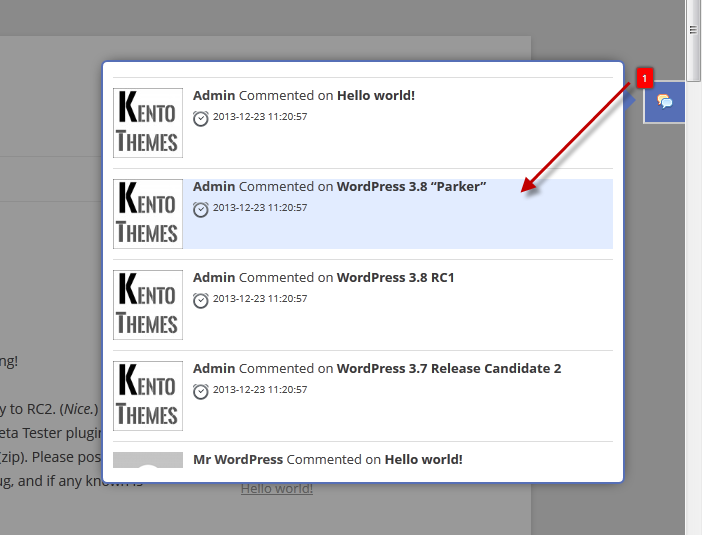 1
Admin Commented on Hello world!
2013-12-23 11:20:57
KENTO
THEMES
Admin Commented on WordPress 3.8 “Parker”
2013-12-23 11:20:57
KENTO
THEMES
Admin Commented on WordPress 3.8 RC1
2013-12-23 11:20:57
KENTO
THEMES
Admin Commented on WordPress 3.7 Release Candidate 2
2013-12-23 11:20:57
KENTO
THEMES
Mr WordPress Commented on Hello world!
ng!
y to RC2. (Nice.)
eta Tester plugin
(zip). Please pos
ug, and if any known is
Hello world!